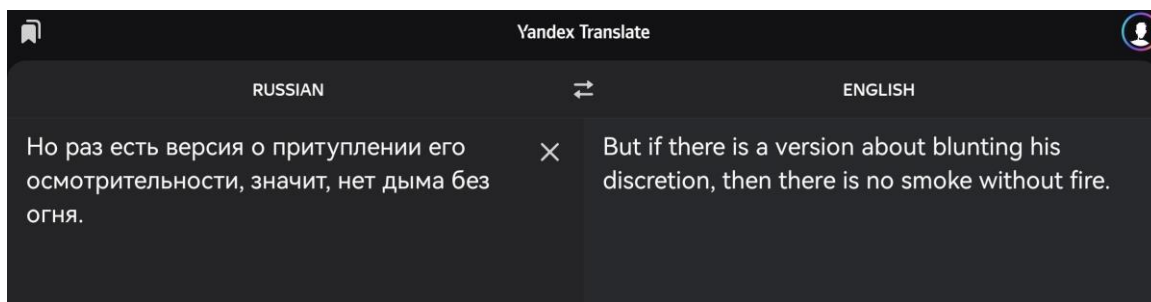 Yandex Translate
RUSSIAN
ENGLISH
Но раз есть версия о притуплении его
осмотрительности, значит, нет дыма без
огня.
But if there is a version about blunting his
discretion, then there is no smoke without fire.